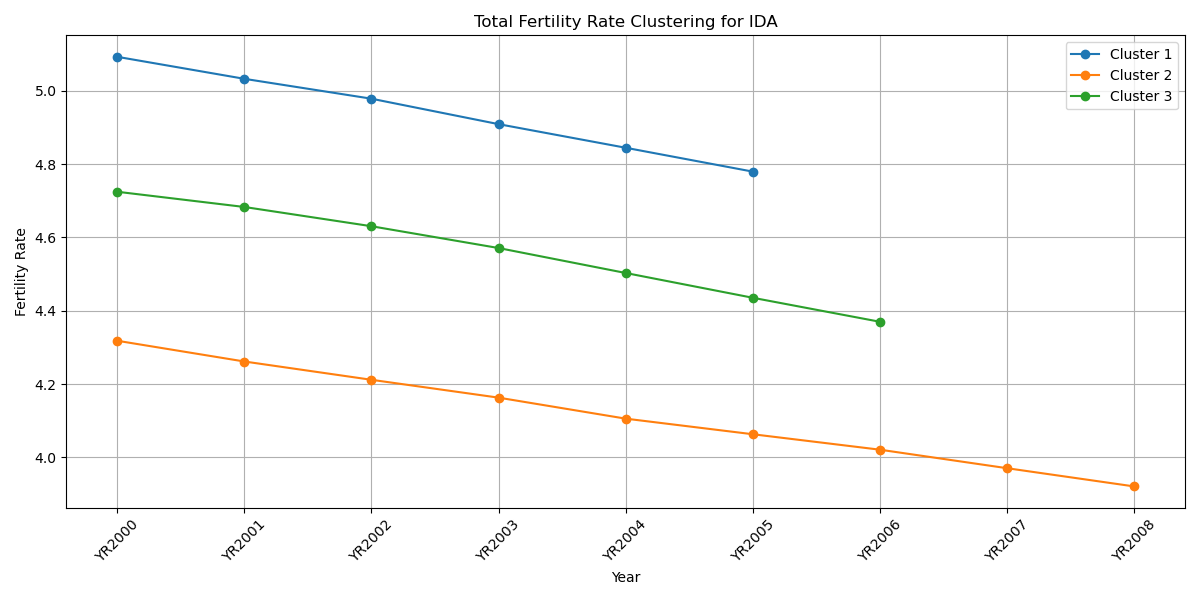 Total Fertility Rate Clustering for IDA
Cluster 1
Cluster 2
Cluster 3
Fertility Rate
5.0
4.8
4.6
4.4
4.2
4.0
YR2000
YR2001
YR2002
YR2003
YR2004
YR2005
YR2006
YR2007
YR2008
Year